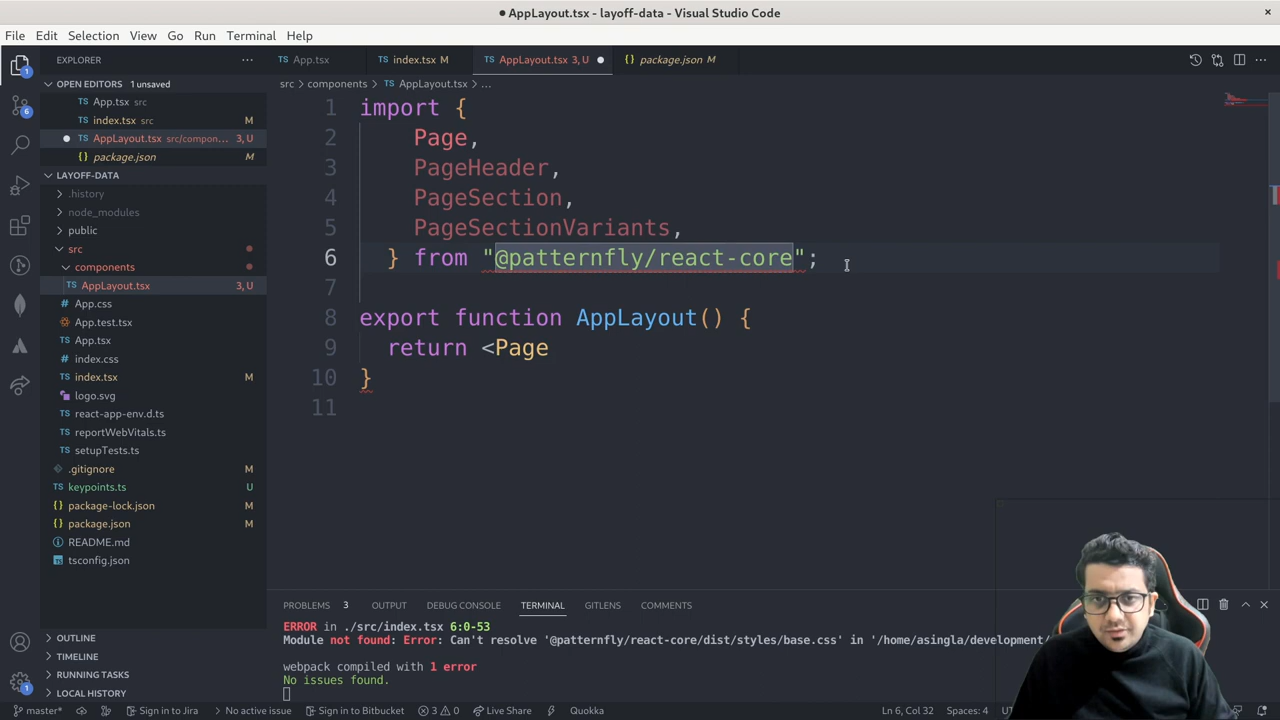 AppLayout.tsx - layoff-data - Visual Studio Code
File Edit Selection View Go Run Terminal Help
EXPLORER
App.tsx
index.tsx M
AppLayout.tsx 3, U
package.json M
OPEN EDITORS 1 unsaved
App.tsx src
index.tsx src M
AppLayout.tsx src/compon... 3, U
package.json M
LAYOFF-DATA
.history
node_modules
public
src
components
AppLayout.tsx 3, U
App.css
App.test.tsx
App.tsx
index.css
index.tsx M
logo.svg
react-app-env.d.ts
reportWebVitals.ts
setupTests.ts
.gitignore M
keypoints.ts U
package-lock.json M
package.json M
README.md
tsconfig.json
OUTLINE
TIMELINE
RUNNING TASKS
LOCAL HISTORY
src > components > TS AppLayout.tsx > ...
1 import {
2 Page,
3 PageHeader,
4 PageSection,
5 PageSectionVariants,
6 } from "@patternfly/react-core";
7
8 export function AppLayout() {
9 return <Page
10 }
11
PROBLEMS 3 OUTPUT DEBUG CONSOLE TERMINAL GITLENS COMMENTS
ERROR in ./src/index.tsx 6:0-53
Module not found: Error: Can't resolve '@patternfly/react-core/dist/styles/base.css' in '/home/asingla/development/
webpack compiled with 1 error
No issues found.
master* Sign in to Jira No active issue Sign in to Bitbucket 3 0 Live Share Quokka Ln 6, Col 32 Spaces: 4